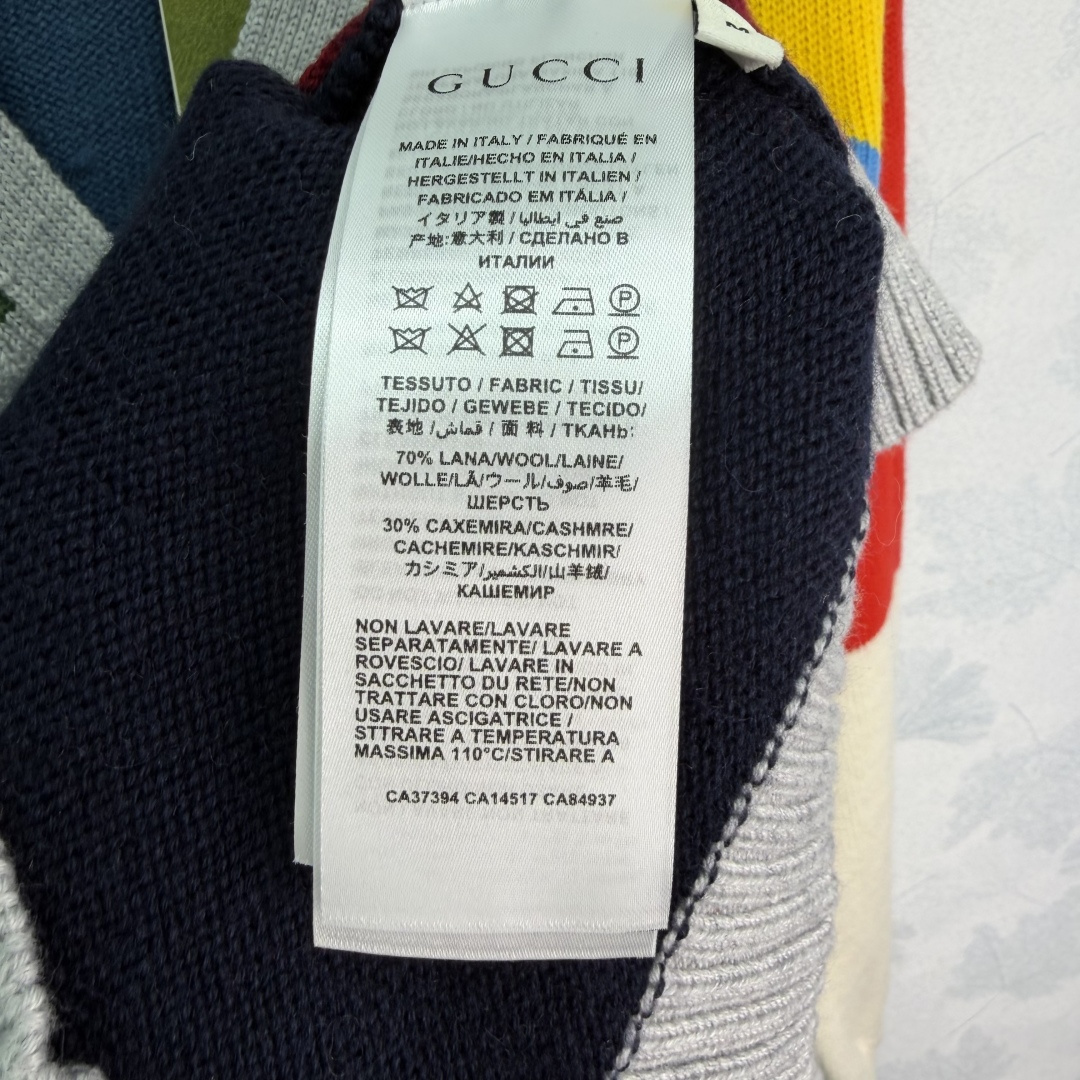 M
GUCCI
MADE IN ITALY / FABRIQUÉ EN
ITALIE/HECHO EN ITALIA /
HERGESTELLT IN ITALIEN /
FABRICADO EM ITÁLIA /
イタリア製 / صنع في ايطاليا /
产地:意大利 / СДЕЛАНО В
ИТАЛИИ
P
P
TESSUTO / FABRIC / TISSU/
TEJIDO / GEWEBE / TECIDO/
表地 /قماش / 面 料 / ТКАНЬ:
70% LANA/WOOL/LAINE/
WOLLE/LÃ/ウール/صوف/羊毛/
ШЕРСТЬ
30% CAXEMIRA/CASHMRE/
CACHEMIRE/KASCHMIR/
カシミア/الكشمير/山羊绒/
КАШЕМИР
NON LAVARE/LAVARE
SEPARATAMENTE/ LAVARE A
ROVESCIO/ LAVARE IN
SACCHETTO DU RETE/NON
TRATTARE CON CLORO/NON
USARE ASCIGATRICE /
STTRARE A TEMPERATURA
MASSIMA 110°C/STIRARE A
CA37394 CA14517 CA84937